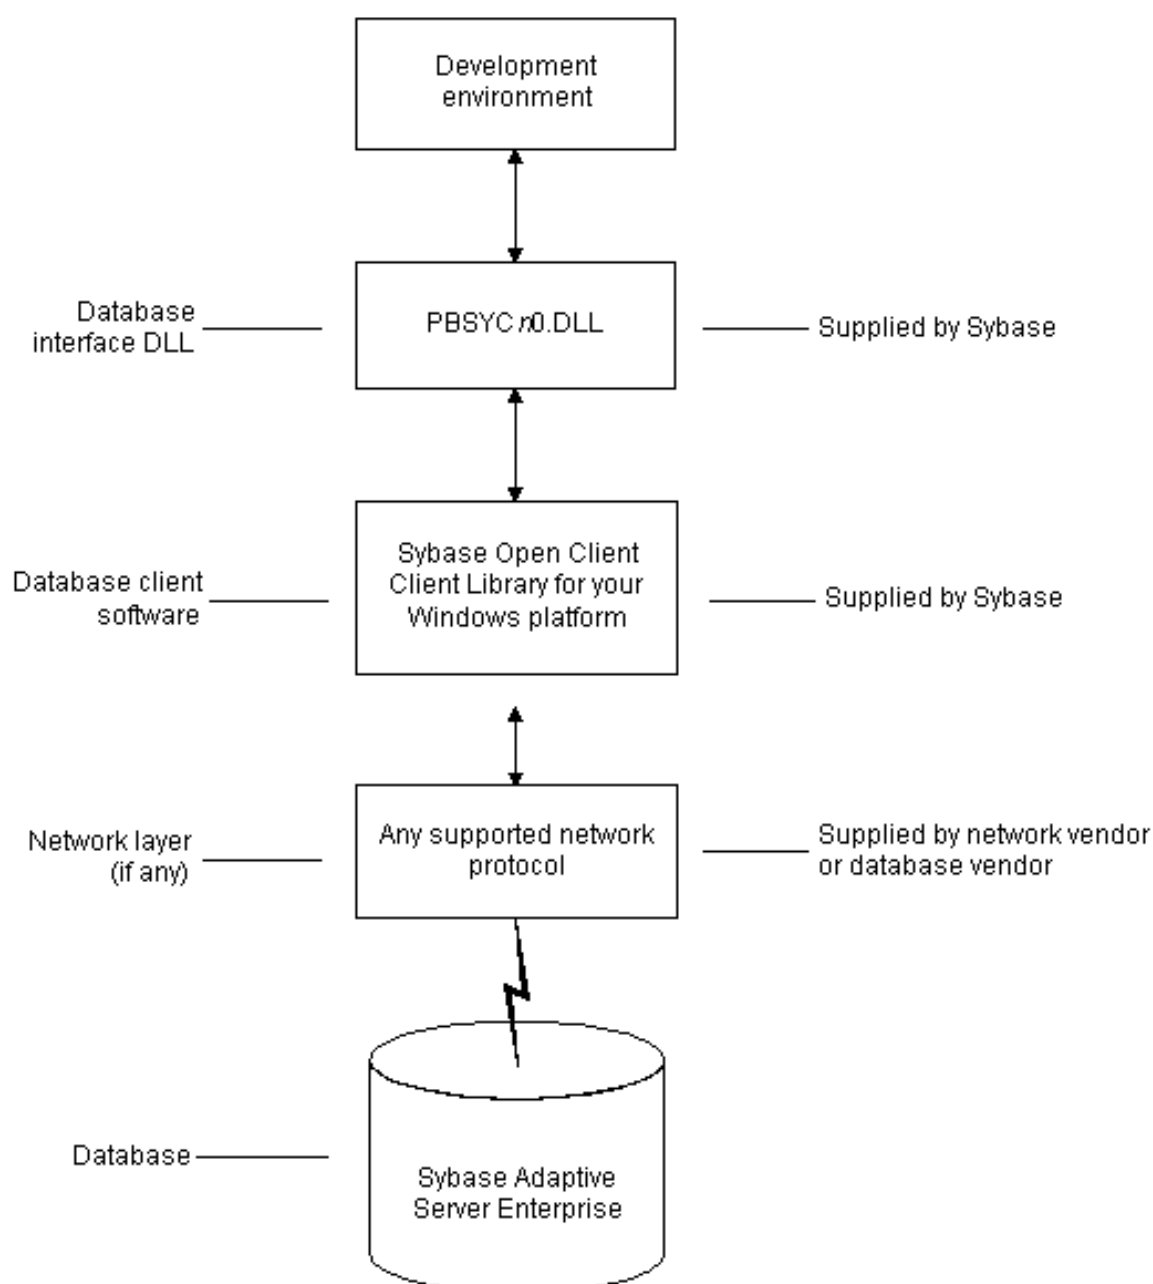 Development
environment
Database
interface DLL
PBSYCn0.DLL
Supplied by Sybase
Database client
software
Sybase Open Client
Client Library for your
Windows platform
Supplied by Sybase
Network layer
(if any)
Any supported network
protocol
Supplied by network vendor
or database vendor
Database
Sybase Adaptive
Server Enterprise